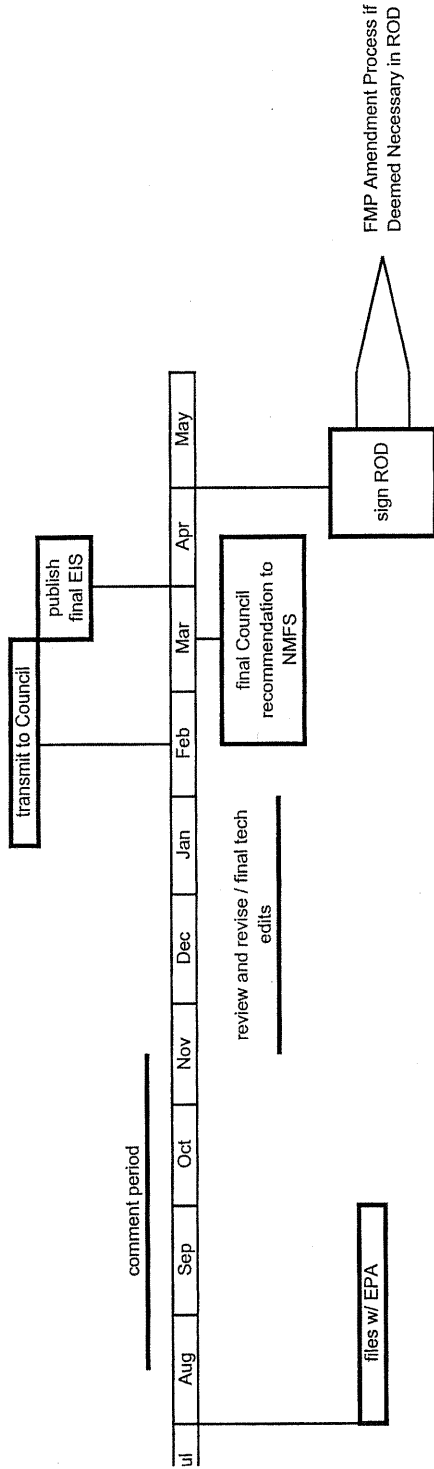 transmit to Council
publish
final EIS
comment period
ul
Aug
Sep
Oct
Nov
Dec
Jan
Feb
Mar
Apr
May
review and revise / final tech
edits
final Council
recommendation to
NMFS
files w/ EPA
sign ROD
FMP Amendment Process if
Deemed Necessary in ROD